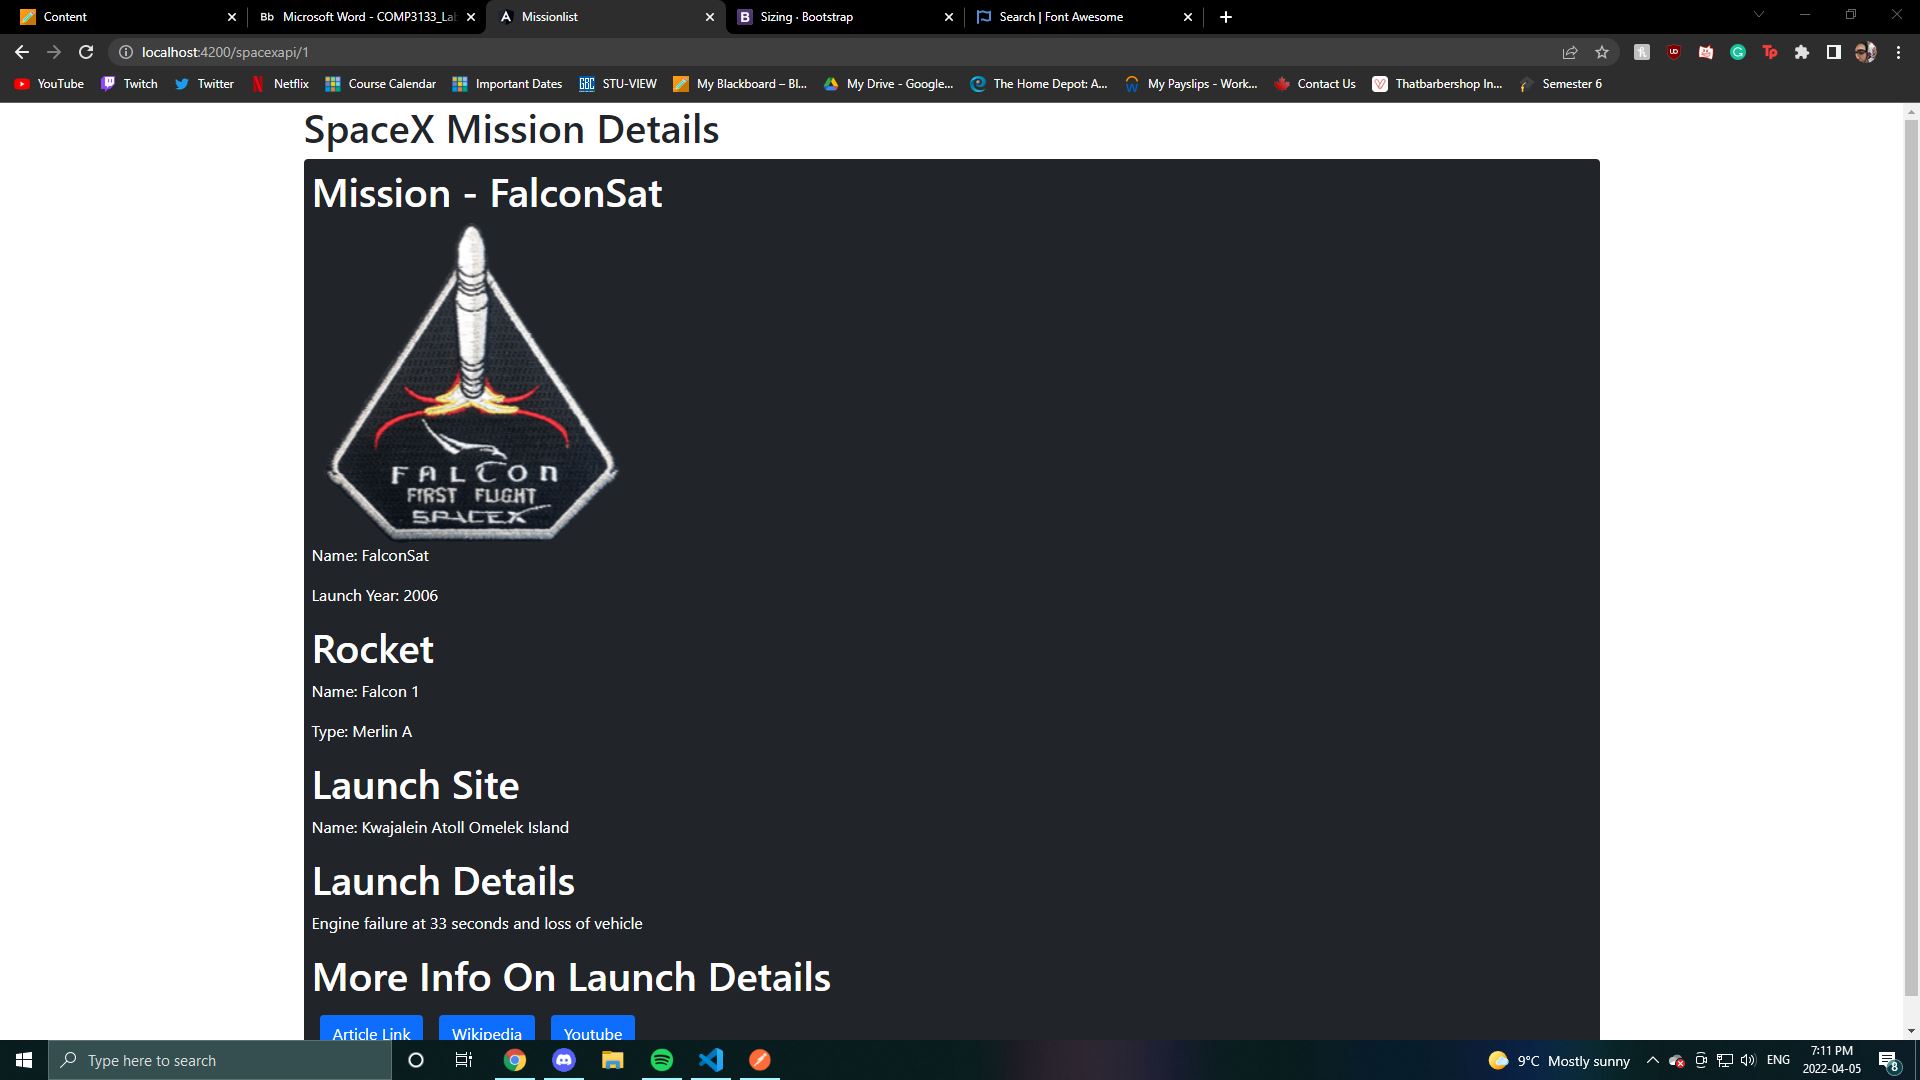 Content
Microsoft Word - COMP3133_La
Missionlist
Sizing · Bootstrap
Search | Font Awesome
localhost:4200/spacexapi/1
YouTube
Twitch
Twitter
Netflix
Course Calendar
Important Dates
STU-VIEW
My Blackboard – Bl...
My Drive - Google...
The Home Depot: A...
My Payslips - Work...
Contact Us
Thatbarbershop In...
Semester 6
SpaceX Mission Details
Mission - FalconSat
FALCON
FIRST FLIGHT
SPACEX
Name: FalconSat
Launch Year: 2006
Rocket
Name: Falcon 1
Type: Merlin A
Launch Site
Name: Kwajalein Atoll Omelek Island
Launch Details
Engine failure at 33 seconds and loss of vehicle
More Info On Launch Details
Article Link
Wikipedia
Youtube
Type here to search
9°C Mostly sunny
ENG
7:11 PM
2022-04-05
8